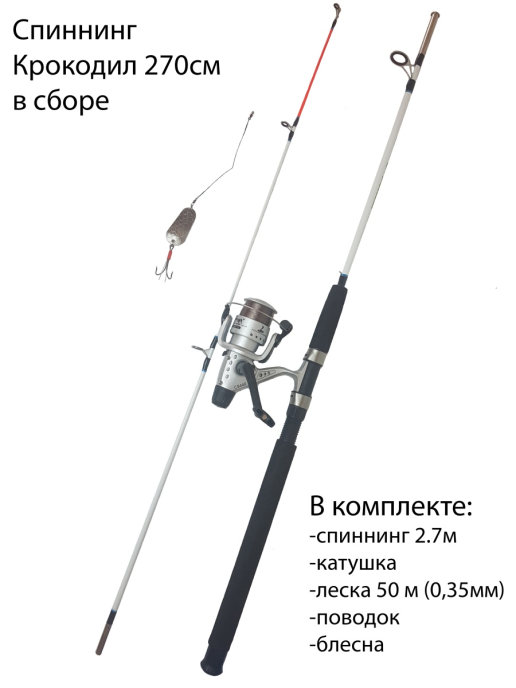 Спиннинг
Крокодил 270см
в сборе
В комплекте:
-спиннинг 2.7м
-катушка
-леска 50 м (0,35мм)
-поводок
-блесна